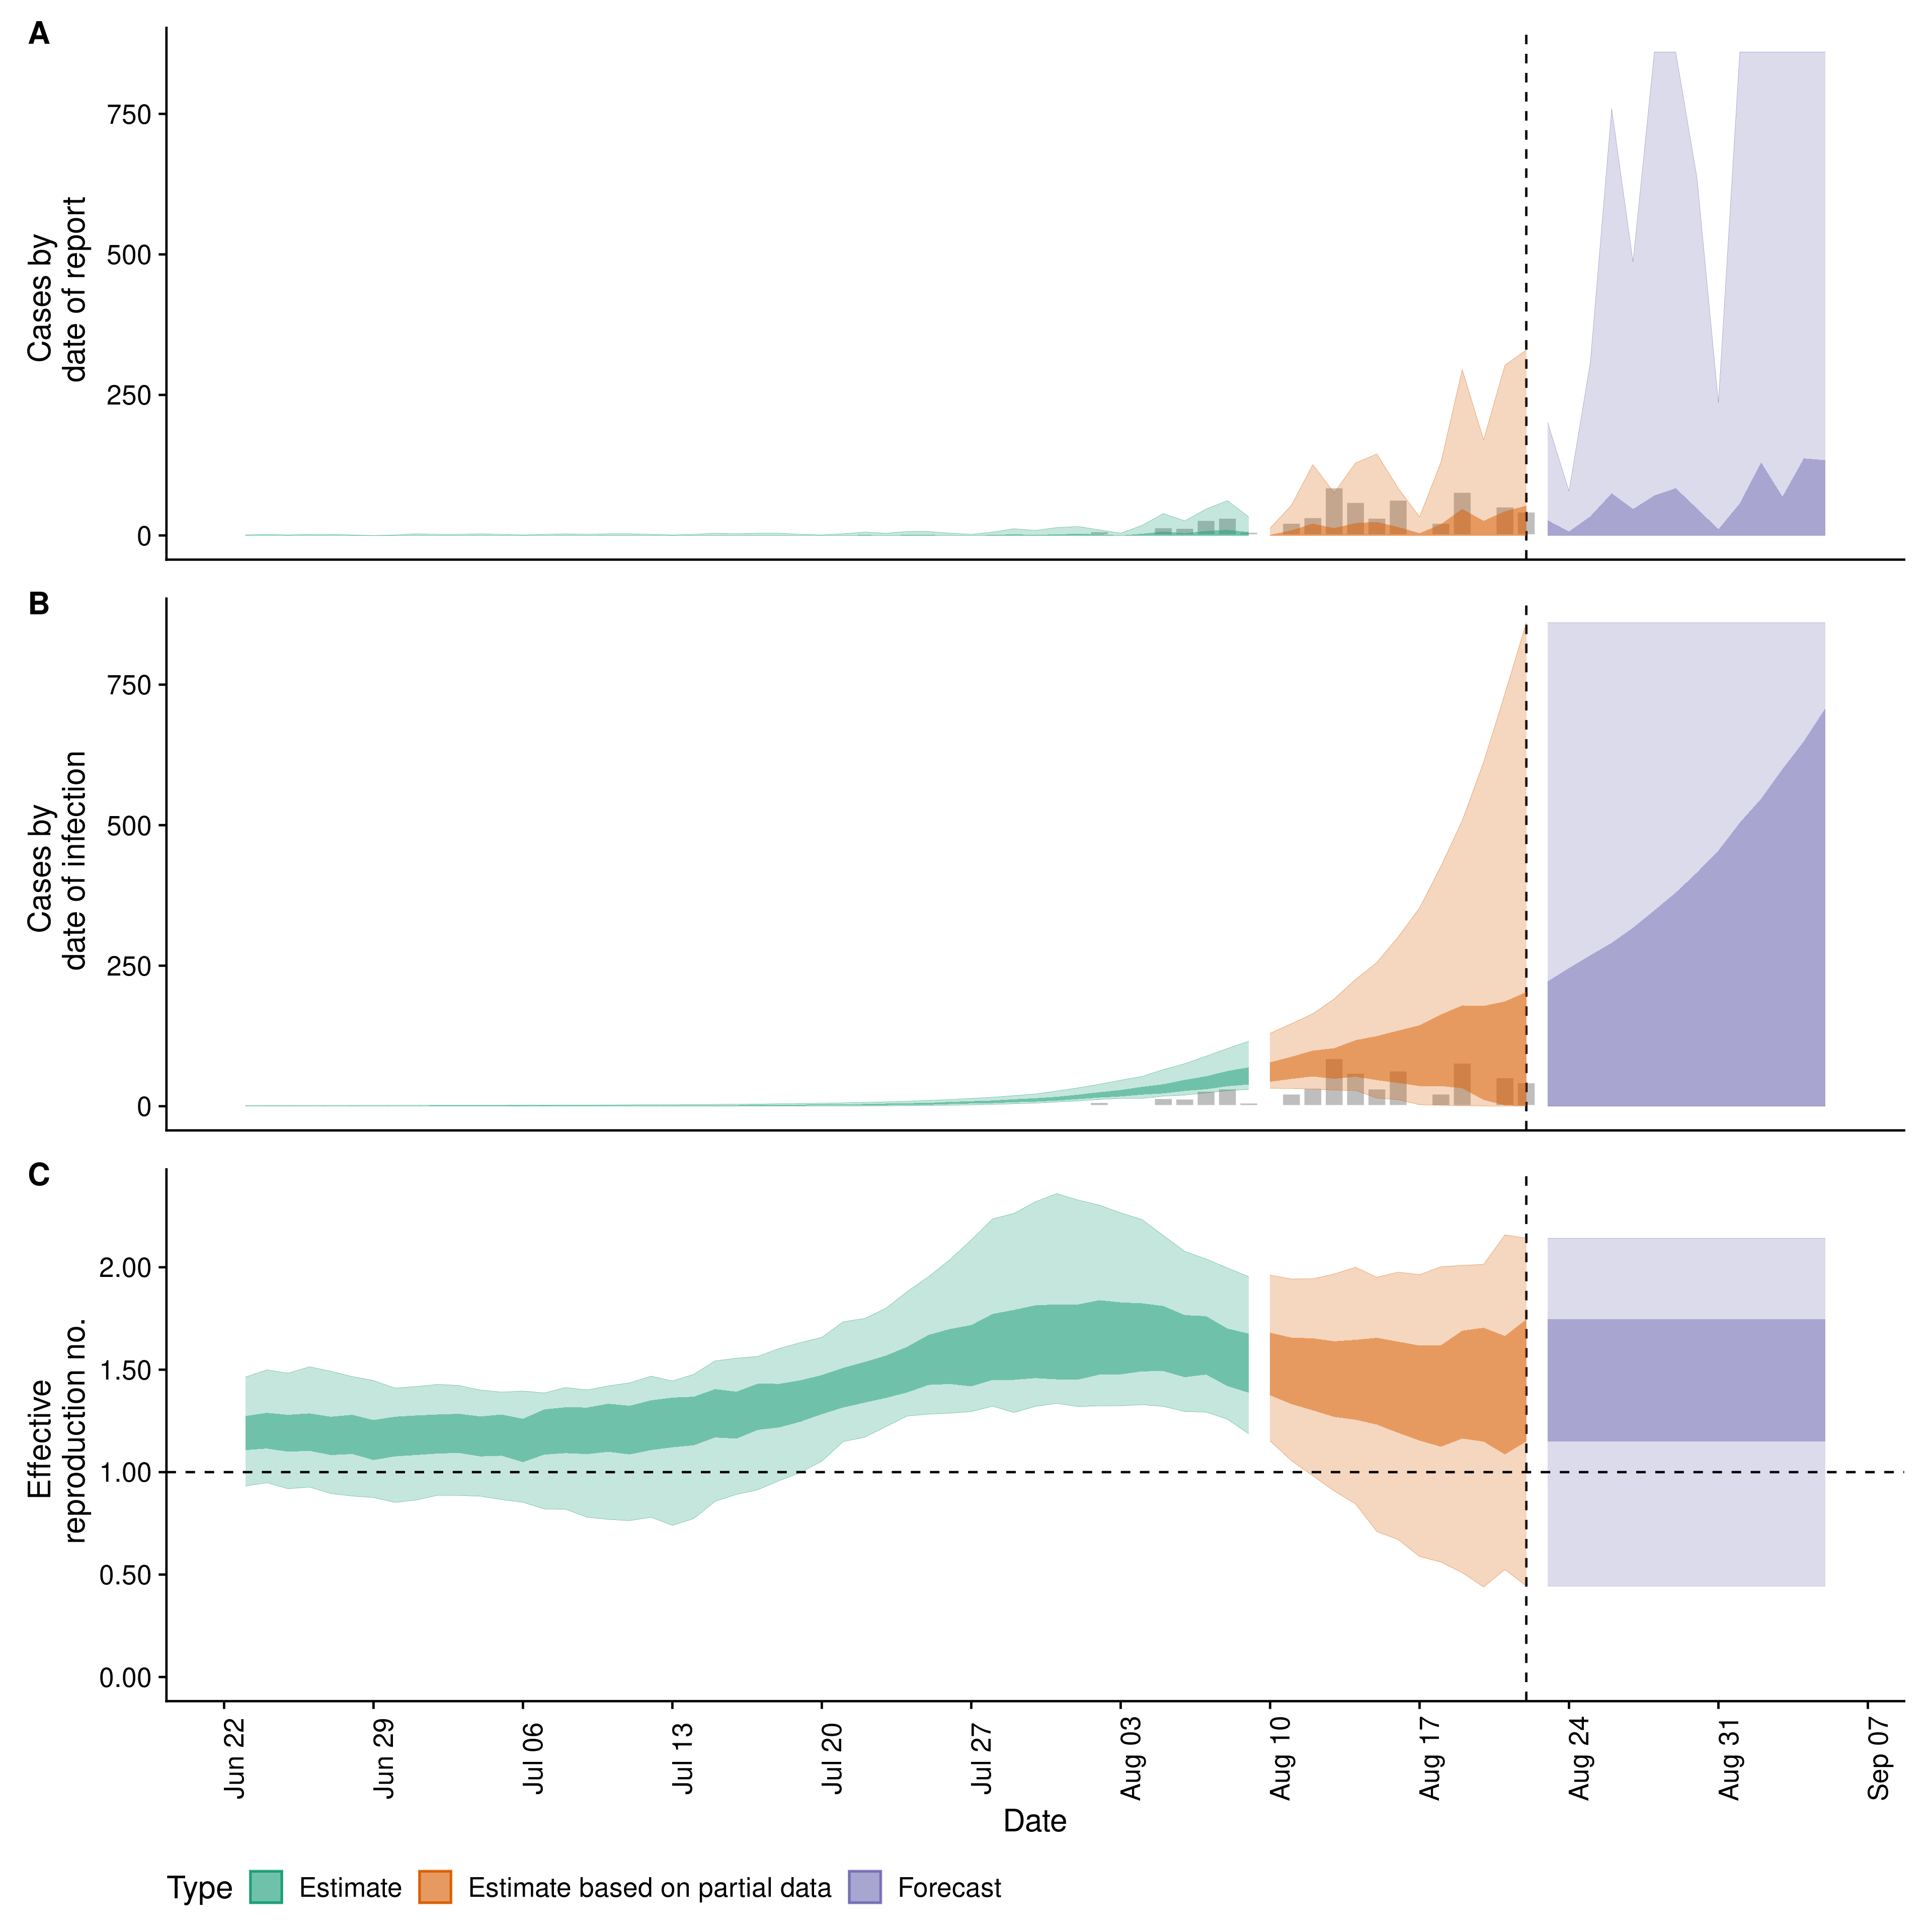 A
Cases by
date of report
750
500
250
0
B
Cases by
date of infection
750
500
250
0
C
Effective
reproduction no.
2.00
1.50
1.00
0.50
0.00
Jun 22
Jun 29
Jul 06
Jul 13
Jul 20
Jul 27
Aug 03
Aug 10
Aug 17
Aug 24
Aug 31
Sep 07
Date
Type Estimate Estimate based on partial data Forecast